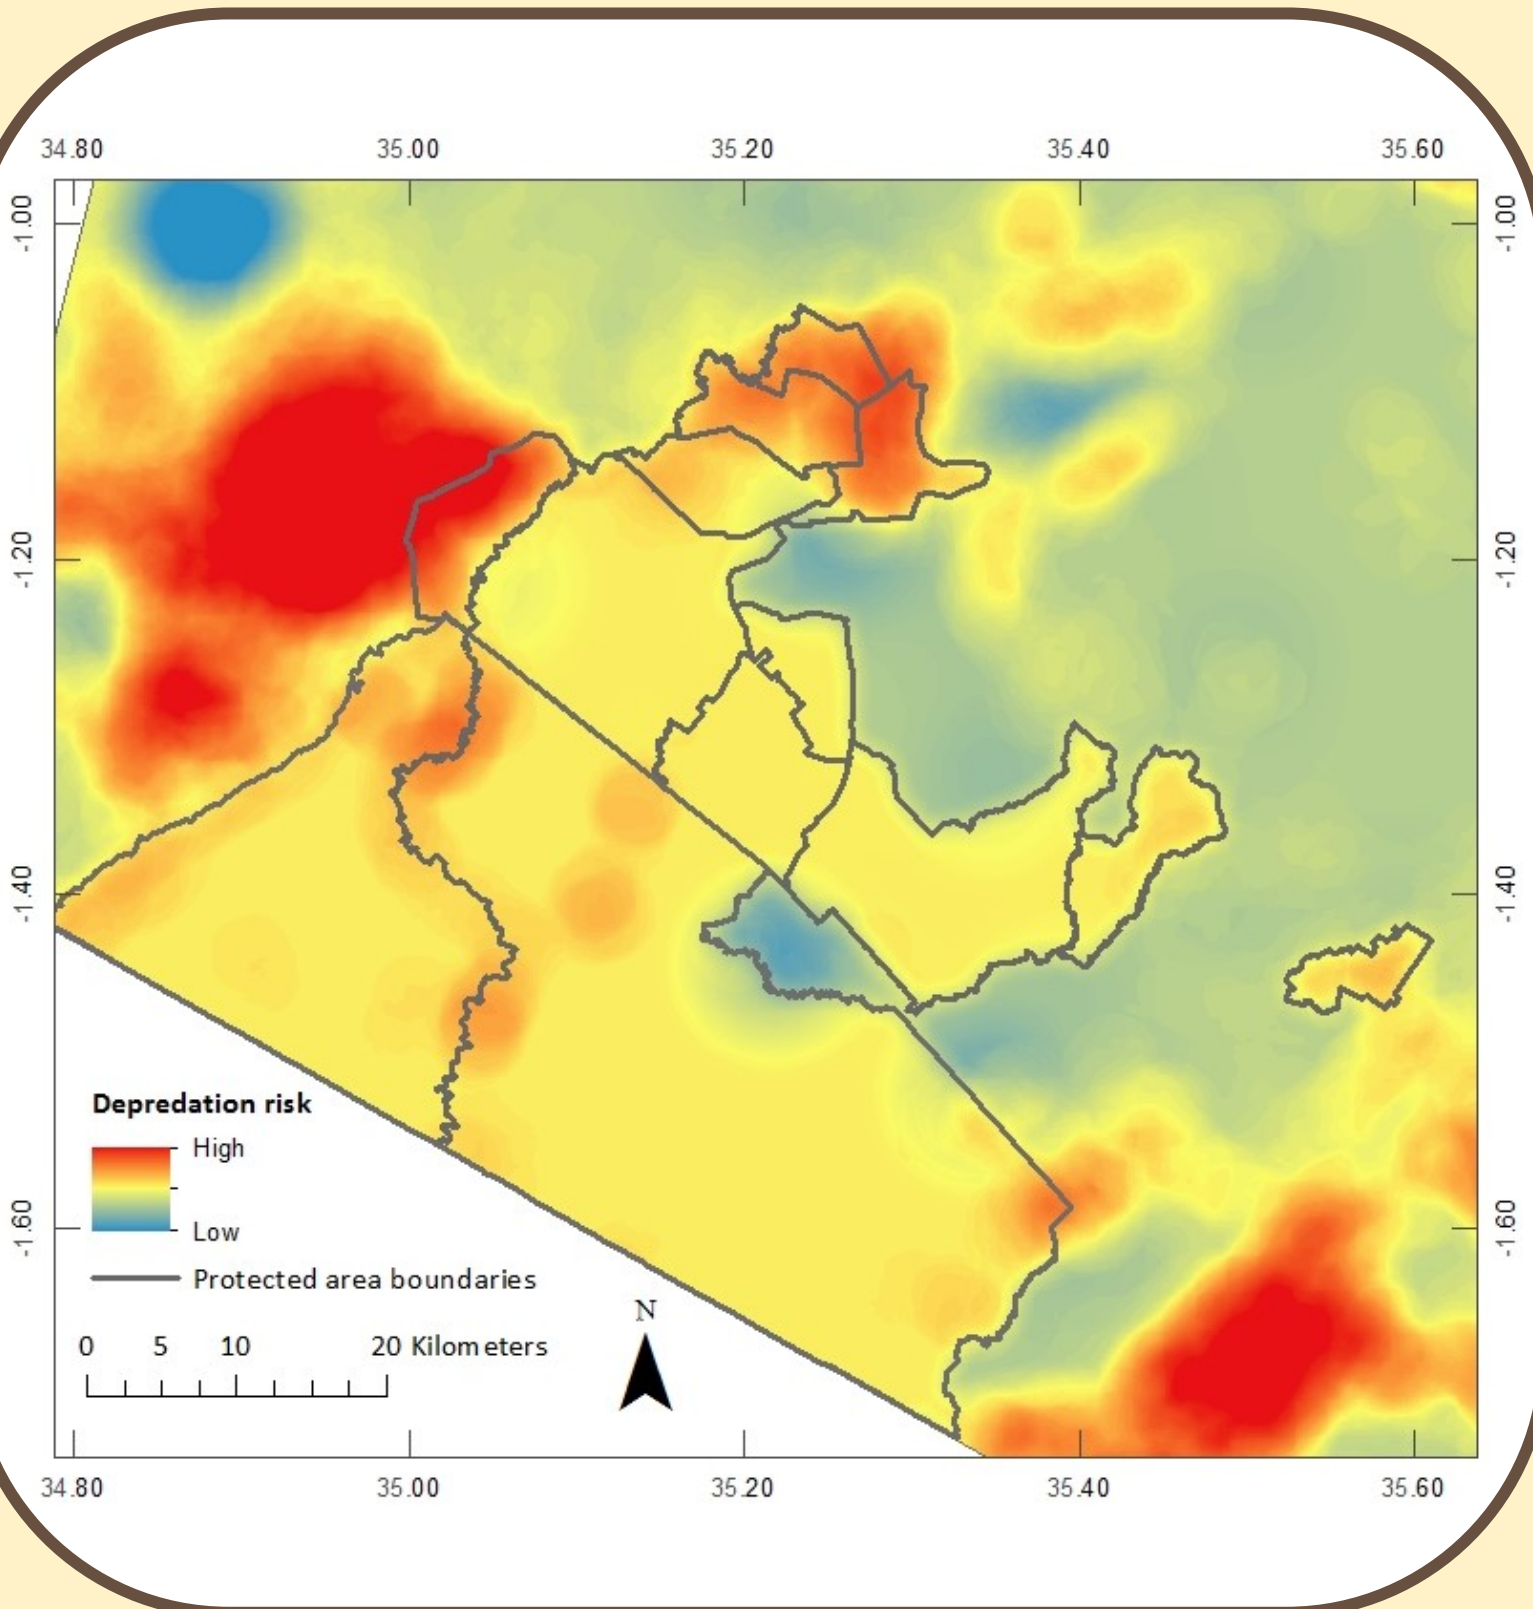 34.80 35.00 35.20 35.40 35.60
-1.00 -1.00
-1.20 -1.20
-1.40 -1.40
Depredation risk
High
-1.60 -1.60
Low
Protected area boundaries
N
0 5 10 20 Kilometers
34.80 35.00 35.20 35.40 35.60